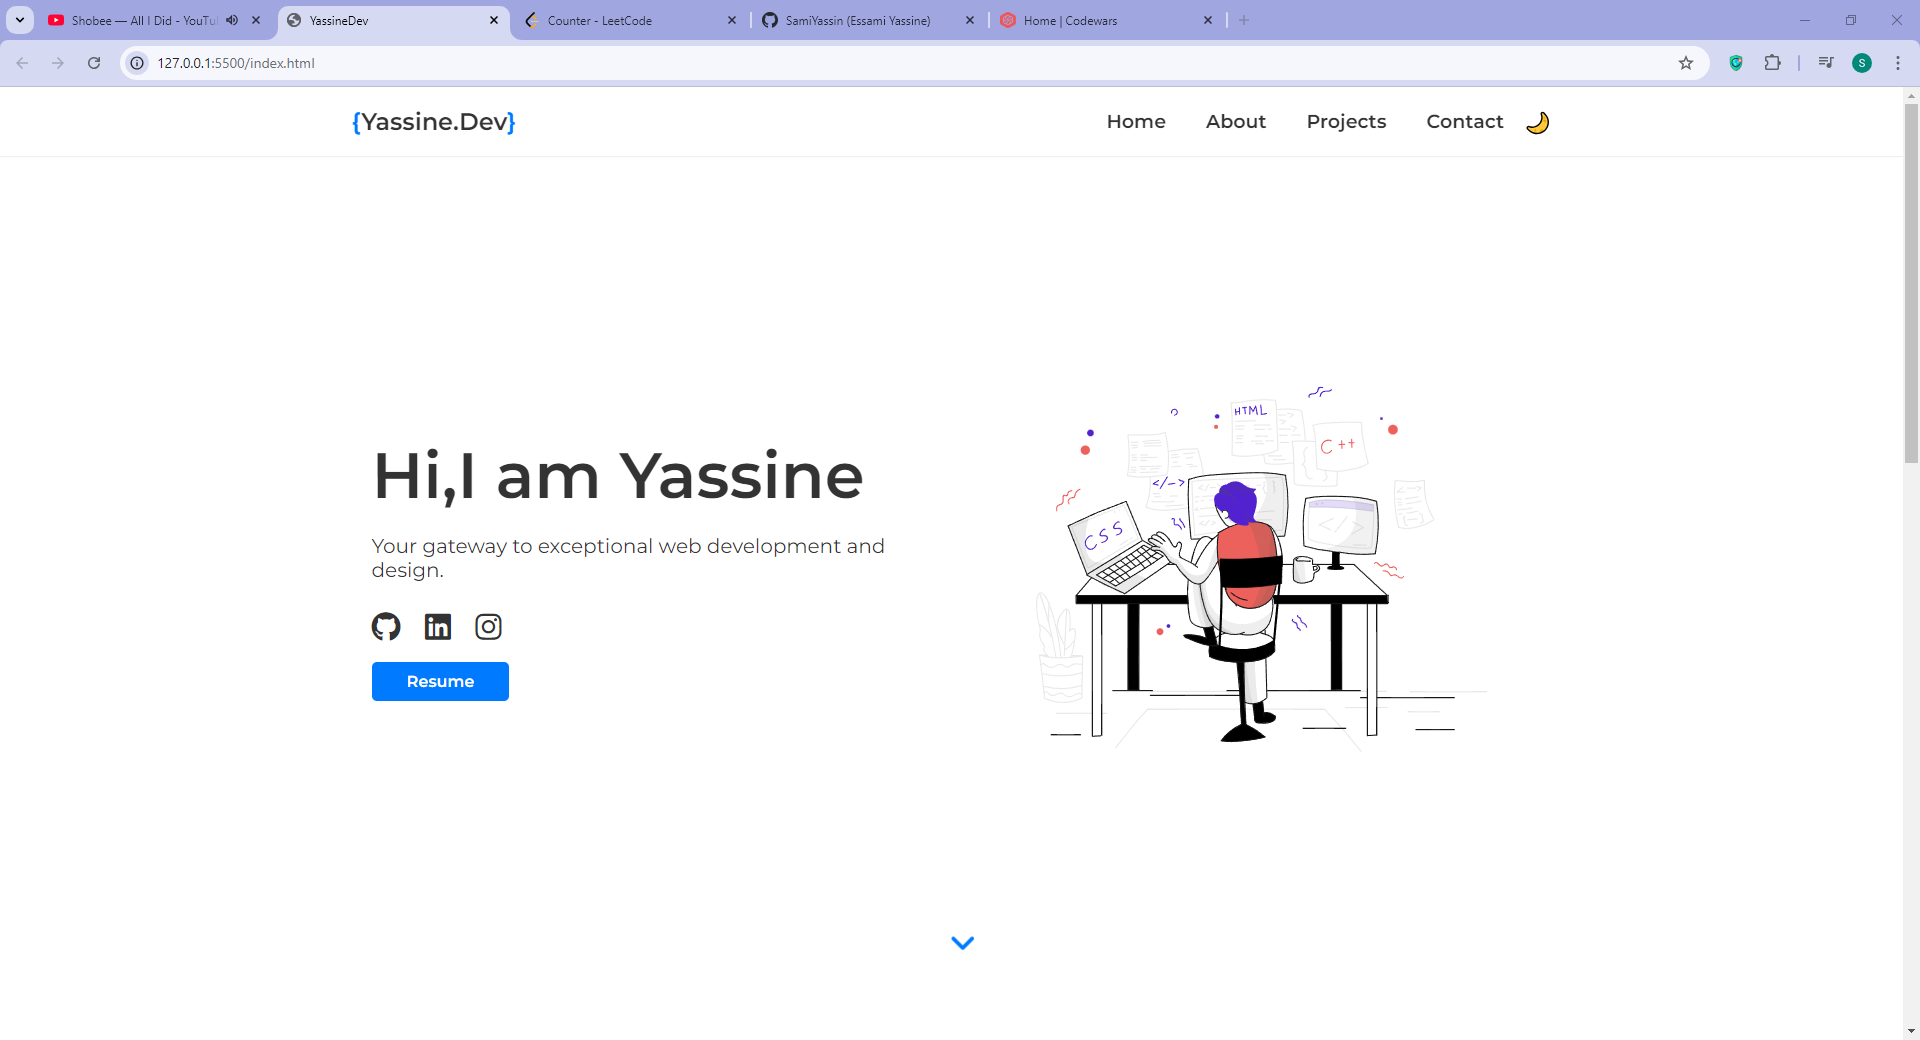 Shobee — All I Did - YouTu
YassineDev
Counter - LeetCode
SamiYassin (Essami Yassine)
Home | Codewars
127.0.0.1:5500/index.html
S
{Yassine.Dev}
Home
About
Projects
Contact
Hi,I am Yassine
Your gateway to exceptional web development and
design.
Resume
HTML
C ++
</->
CSS
</>